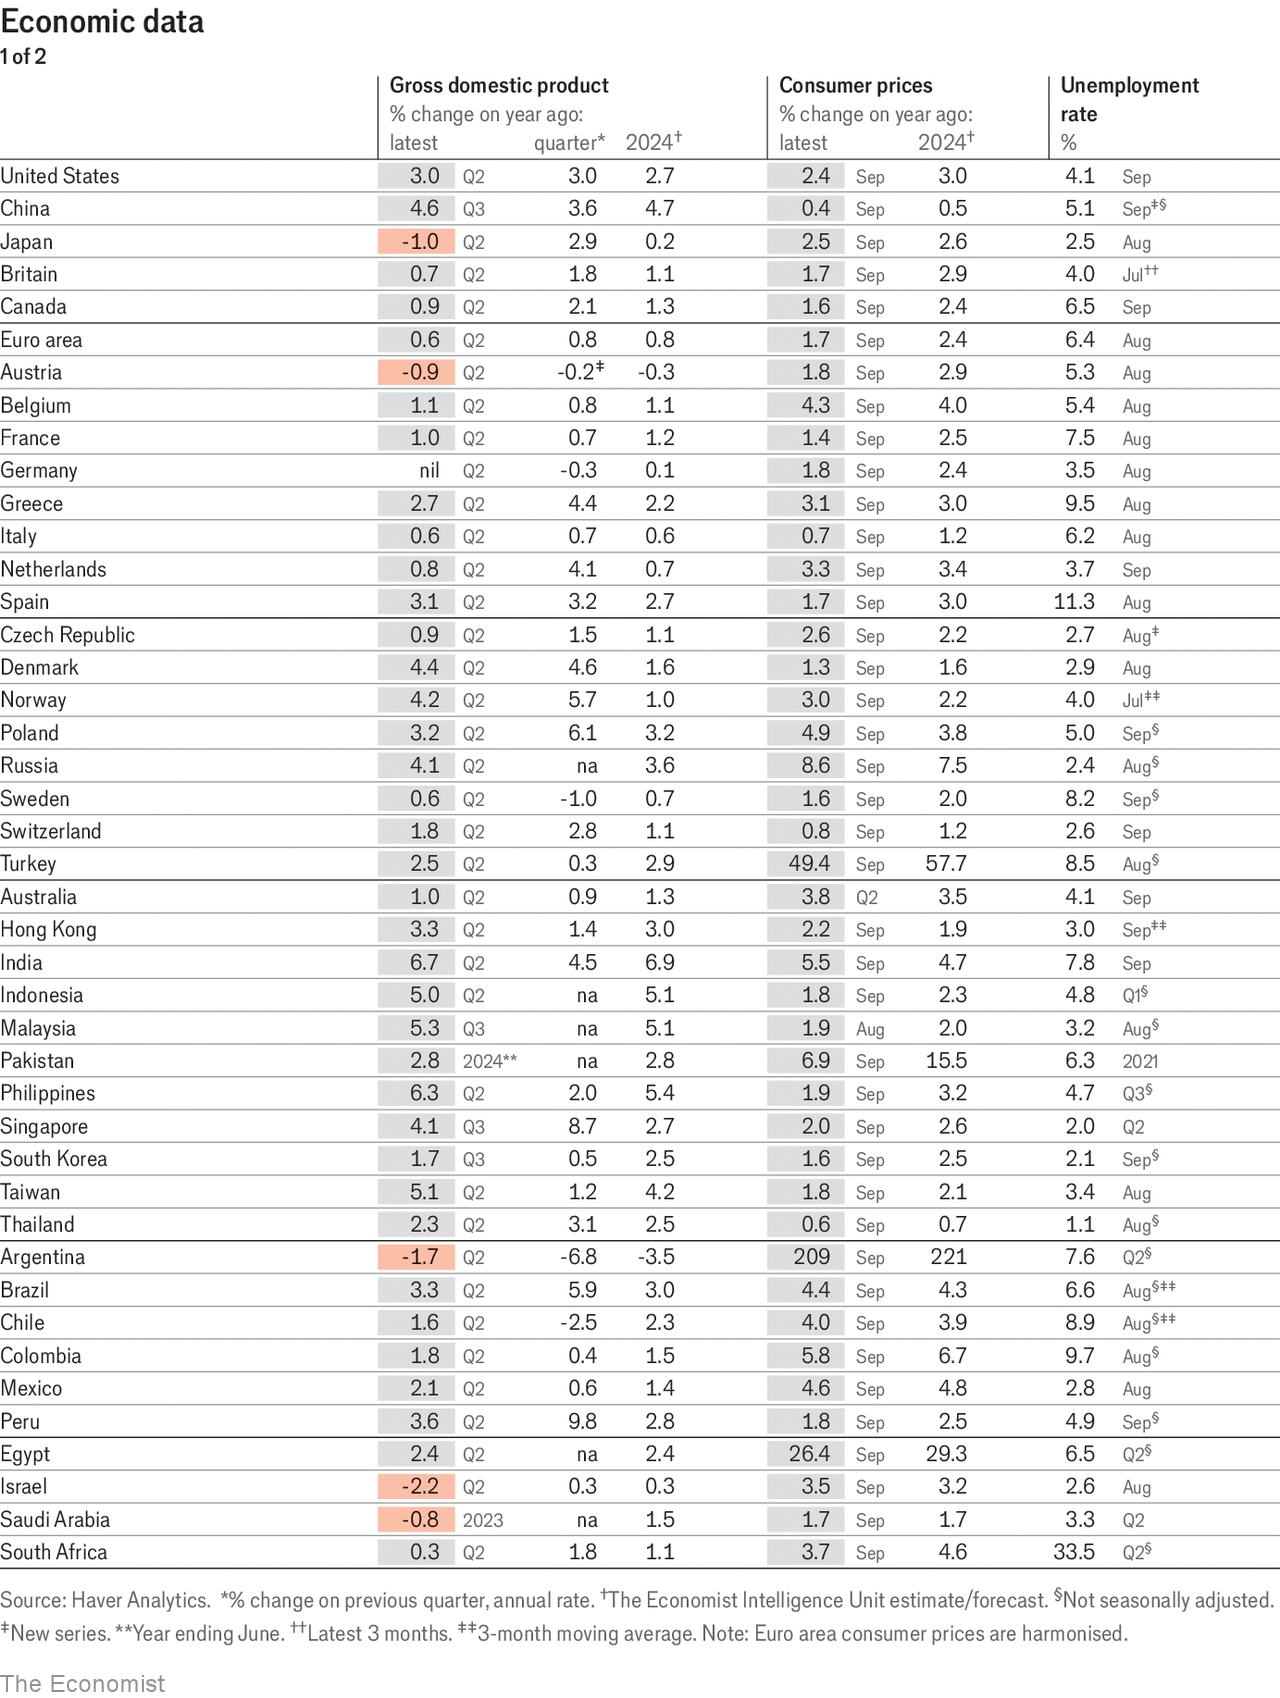 Economic data
1 of 2
Gross domestic product Consumer prices Unemployment
% change on year ago: % change on year ago: rate
latest quarter* 2024† latest 2024† %
United States 3.0 Q2 3.0 2.7 2.4 Sep 3.0 4.1 Sep
China 4.6 Q3 3.6 4.7 0.4 Sep 0.5 5.1 Sep‡§
Japan -1.0 Q2 2.9 0.2 2.5 Sep 2.6 2.5 Aug
Britain 0.7 Q2 1.8 1.1 1.7 Sep 2.9 4.0 Jul††
Canada 0.9 Q2 2.1 1.3 1.6 Sep 2.4 6.5 Sep
Euro area 0.6 Q2 0.8 0.8 1.7 Sep 2.4 6.4 Aug
Austria -0.9 Q2 -0.2‡ -0.3 1.8 Sep 2.9 5.3 Aug
Belgium 1.1 Q2 0.8 1.1 4.3 Sep 4.0 5.4 Aug
France 1.0 Q2 0.7 1.2 1.4 Sep 2.5 7.5 Aug
Germany nil Q2 -0.3 0.1 1.8 Sep 2.4 3.5 Aug
Greece 2.7 Q2 4.4 2.2 3.1 Sep 3.0 9.5 Aug
Italy 0.6 Q2 0.7 0.6 0.7 Sep 1.2 6.2 Aug
Netherlands 0.8 Q2 4.1 0.7 3.3 Sep 3.4 3.7 Sep
Spain 3.1 Q2 3.2 2.7 1.7 Sep 3.0 11.3 Aug
Czech Republic 0.9 Q2 1.5 1.1 2.6 Sep 2.2 2.7 Aug‡
Denmark 4.4 Q2 4.6 1.6 1.3 Sep 1.6 2.9 Aug
Norway 4.2 Q2 5.7 1.0 3.0 Sep 2.2 4.0 Jul‡‡
Poland 3.2 Q2 6.1 3.2 4.9 Sep 3.8 5.0 Sep§
Russia 4.1 Q2 na 3.6 8.6 Sep 7.5 2.4 Aug§
Sweden 0.6 Q2 -1.0 0.7 1.6 Sep 2.0 8.2 Sep§
Switzerland 1.8 Q2 2.8 1.1 0.8 Sep 1.2 2.6 Sep
Turkey 2.5 Q2 0.3 2.9 49.4 Sep 57.7 8.5 Aug§
Australia 1.0 Q2 0.9 1.3 3.8 Q2 3.5 4.1 Sep
Hong Kong 3.3 Q2 1.4 3.0 2.2 Sep 1.9 3.0 Sep‡‡
India 6.7 Q2 4.5 6.9 5.5 Sep 4.7 7.8 Sep
Indonesia 5.0 Q2 na 5.1 1.8 Sep 2.3 4.8 Q1§
Malaysia 5.3 Q3 na 5.1 1.9 Aug 2.0 3.2 Aug§
Pakistan 2.8 2024** na 2.8 6.9 Sep 15.5 6.3 2021
Philippines 6.3 Q2 2.0 5.4 1.9 Sep 3.2 4.7 Q3§
Singapore 4.1 Q3 8.7 2.7 2.0 Sep 2.6 2.0 Q2
South Korea 1.7 Q3 0.5 2.5 1.6 Sep 2.5 2.1 Sep§
Taiwan 5.1 Q2 1.2 4.2 1.8 Sep 2.1 3.4 Aug
Thailand 2.3 Q2 3.1 2.5 0.6 Sep 0.7 1.1 Aug§
Argentina -1.7 Q2 -6.8 -3.5 209 Sep 221 7.6 Q2§
Brazil 3.3 Q2 5.9 3.0 4.4 Sep 4.3 6.6 Aug§‡‡
Chile 1.6 Q2 -2.5 2.3 4.0 Sep 3.9 8.9 Aug§‡‡
Colombia 1.8 Q2 0.4 1.5 5.8 Sep 6.7 9.7 Aug§
Mexico 2.1 Q2 0.6 1.4 4.6 Sep 4.8 2.8 Aug
Peru 3.6 Q2 9.8 2.8 1.8 Sep 2.5 4.9 Sep§
Egypt 2.4 Q2 na 2.4 26.4 Sep 29.3 6.5 Q2§
Israel -2.2 Q2 0.3 0.3 3.5 Sep 3.2 2.6 Aug
Saudi Arabia -0.8 2023 na 1.5 1.7 Sep 1.7 3.3 Q2
South Africa 0.3 Q2 1.8 1.1 3.7 Sep 4.6 33.5 Q2§
Source: Haver Analytics. *% change on previous quarter, annual rate. †The Economist Intelligence Unit estimate/forecast. §Not seasonally adjusted.
‡New series. **Year ending June. ††Latest 3 months. ‡‡3-month moving average. Note: Euro area consumer prices are harmonised.
The Economist